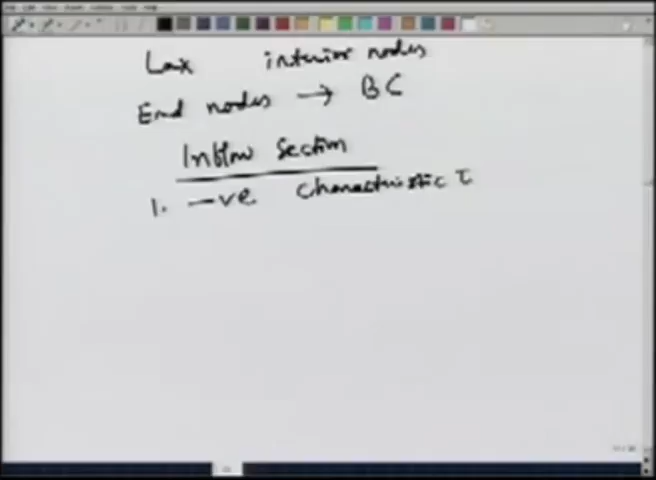 Lax interior nodes
End nodes → BC
Inflow Section
1. -ve characteristic